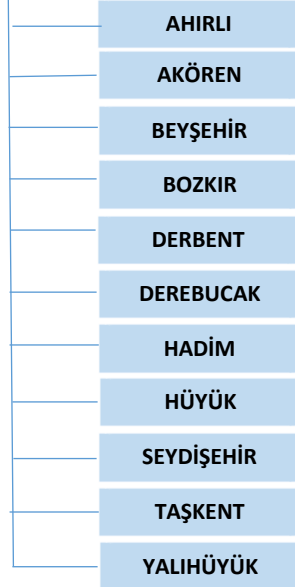 AHIRLI
AKÖREN
BEYŞEHİR
BOZKIR
DERBENT
DEREBUCAK
HADİM
HÜYÜK
SEYDİŞEHİR
TAŞKENT
YALIHÜYÜK